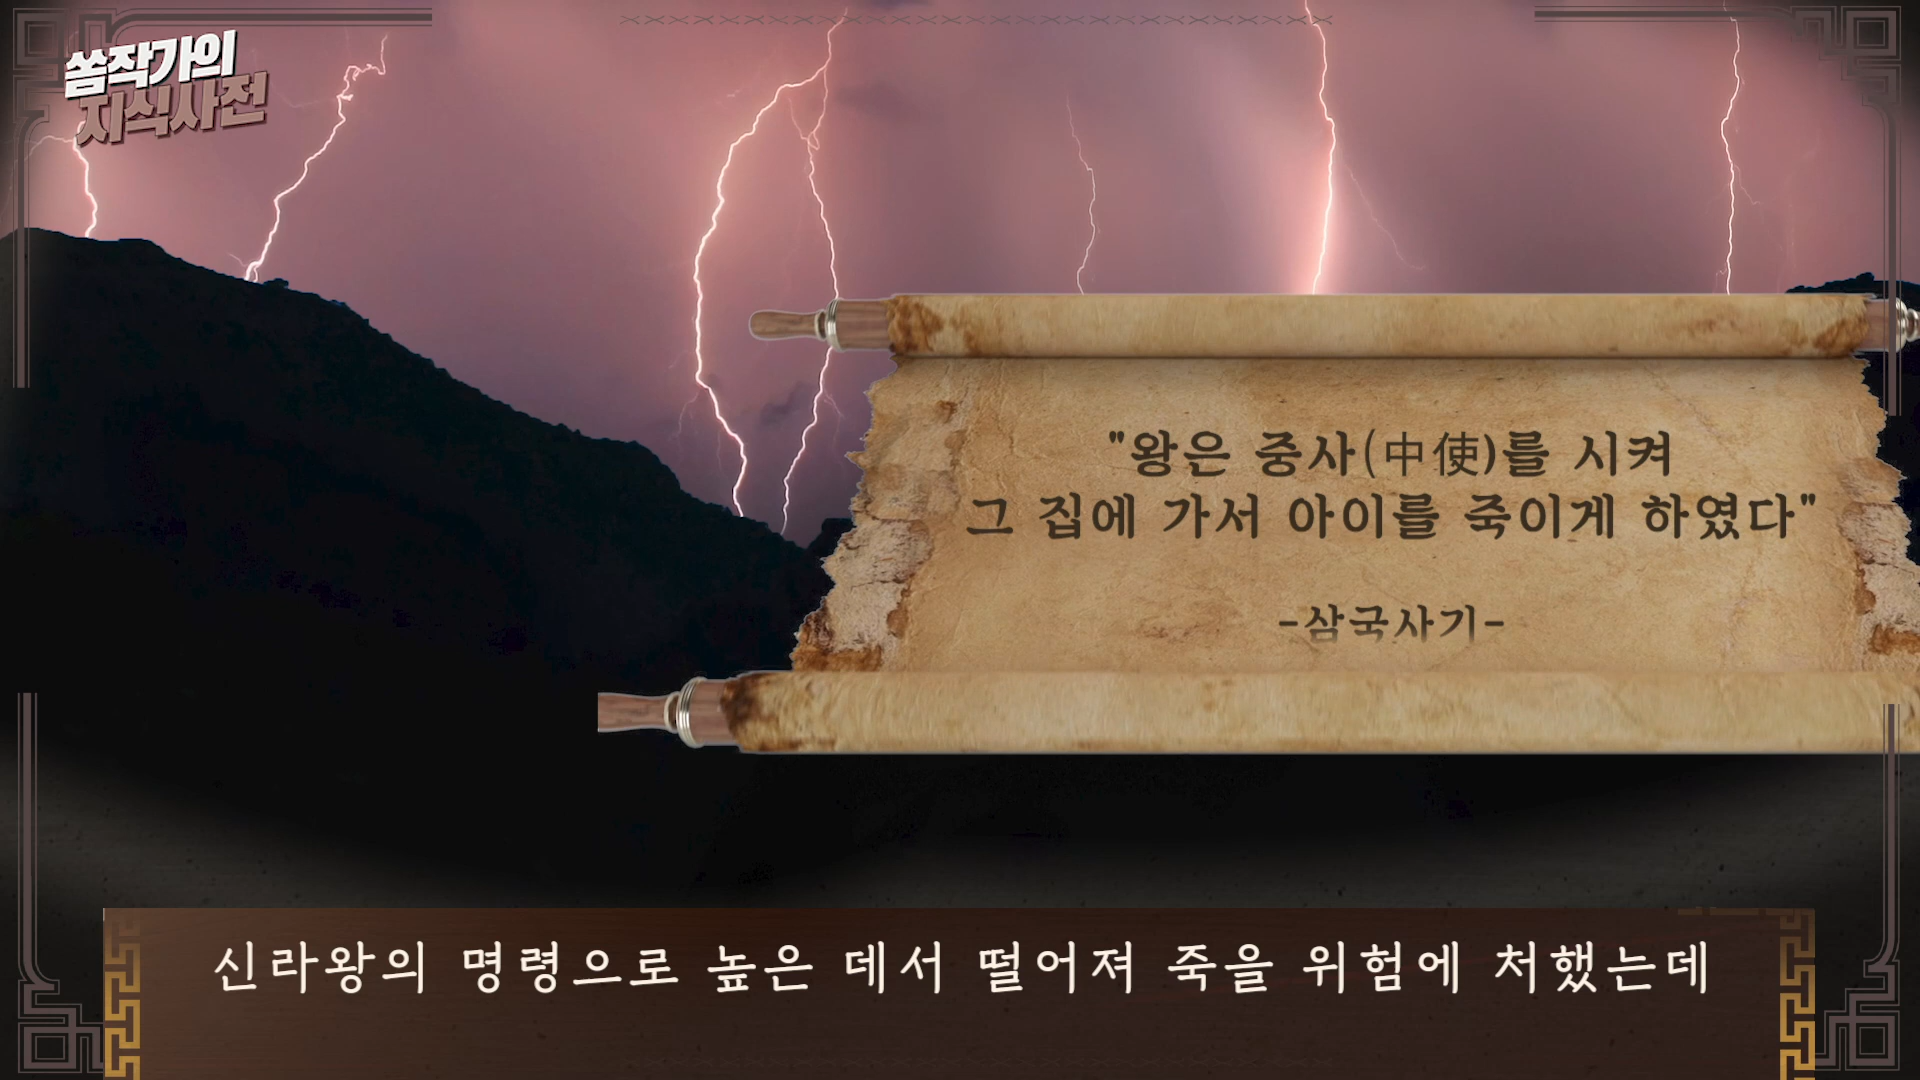 쏨작가의
지식사전
"왕은 중사(中使)를 시켜
그 집에 가서 아이를 죽이게 하였다"
-삼국사기-
신라왕의 명령으로 높은 데서 떨어져 죽을 위험에 처했는데